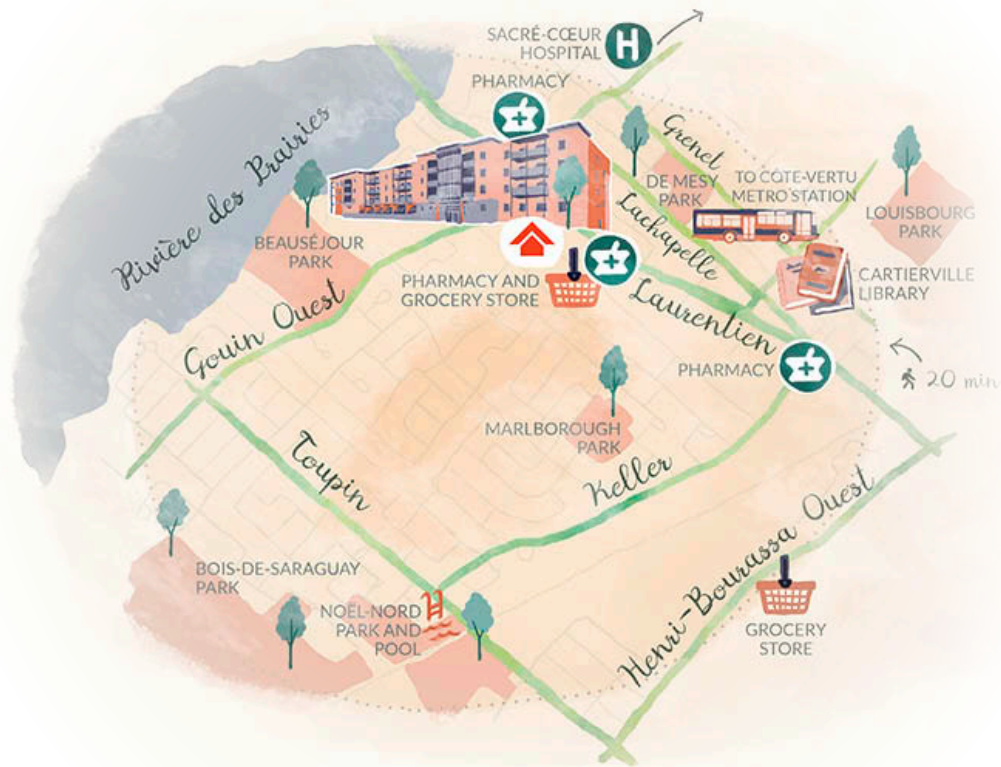 SACRÉ-CŒUR
HOSPITAL
H
PHARMACY
Grenet
Rivière des Prairies
DE MESY
PARK
TO COTE-VERTU
METRO STATION
LOUISBOURG
PARK
Lachapelle
BEAUSÉJOUR
PARK
PHARMACY AND
GROCERY STORE
CARTIERVILLE
LIBRARY
Laurentien
Gouin Ouest
PHARMACY
20 min
MARLBOROUGH
PARK
Toupin
Keller
Henri-Bourassa Ouest
BOIS-DE-SARAGUAY
PARK
NOËL-NORD
PARK AND
POOL
GROCERY
STORE